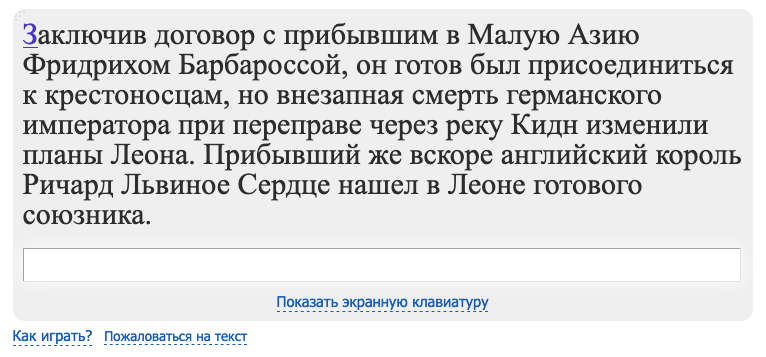 Заключив договор с прибывшим в Малую Азию
Фридрихом Барбароссой, он готов был присоединиться
к крестоносцам, но внезапная смерть германского
императора при переправе через реку Кидн изменили
планы Леона. Прибывший же вскоре английский король
Ричард Львиное Сердце нашел в Леоне готового
союзника.
Показать экранную клавиатуру
Как играть? Пожаловаться на текст